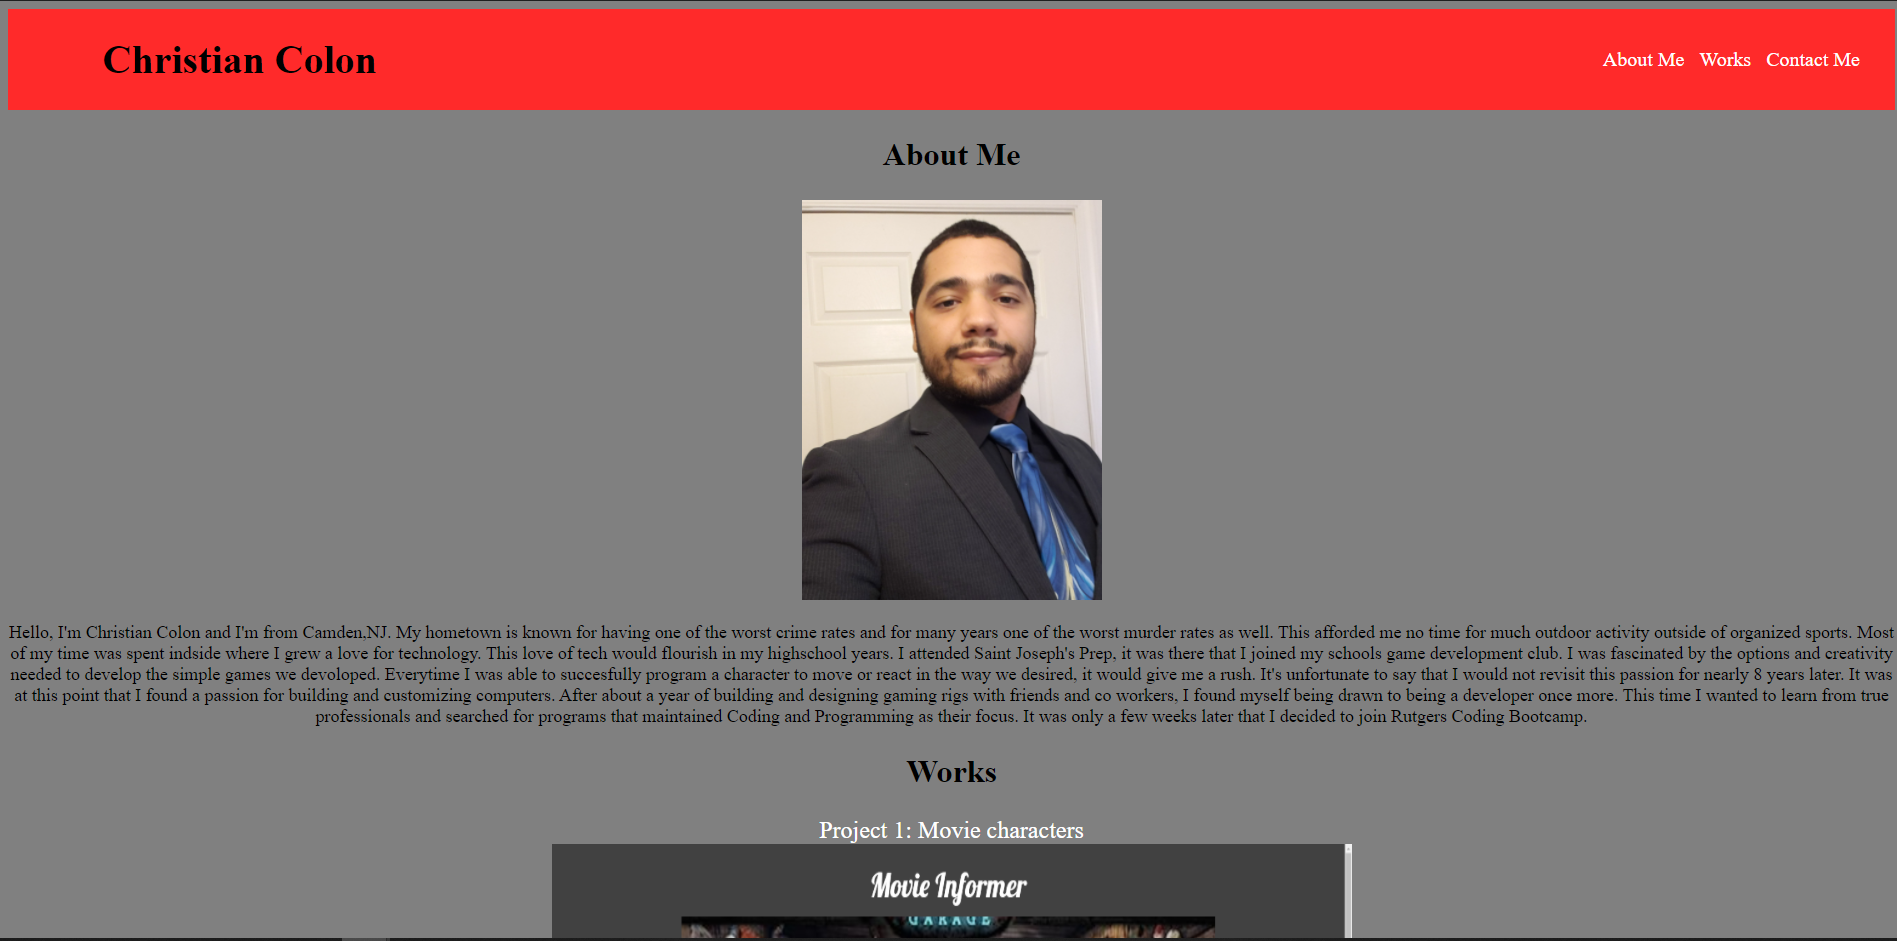 Christian Colon
About Me Works Contact Me
About Me
Hello, I'm Christian Colon and I'm from Camden,NJ. My hometown is known for having one of the worst crime rates and for many years one of the worst murder rates as well. This afforded me no time for much outdoor activity outside of organized sports. Most
of my time was spent indside where I grew a love for technology. This love of tech would flourish in my highschool years. I attended Saint Joseph's Prep, it was there that I joined my schools game development club. I was fascinated by the options and creativity
needed to develop the simple games we devoloped. Everytime I was able to succesfully program a character to move or react in the way we desired, it would give me a rush. It's unfortunate to say that I would not revisit this passion for nearly 8 years later. It was
at this point that I found a passion for building and customizing computers. After about a year of building and designing gaming rigs with friends and co workers, I found myself being drawn to being a developer once more. This time I wanted to learn from true
professionals and searched for programs that maintained Coding and Programming as their focus. It was only a few weeks later that I decided to join Rutgers Coding Bootcamp.
Works
Project 1: Movie characters
Movie Informer
GARAGE